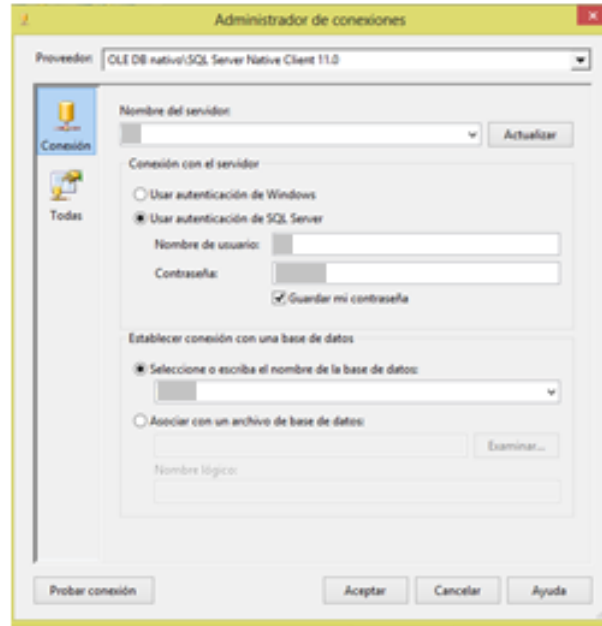 Administrador de conexiones
Proveedor: OLE DB nativo\SQL Server Native Client 11.0
Conexión
Todas
Nombre del servidor:
Actualizar
Conexión con el servidor
Usar autenticación de Windows
Usar autenticación de SQL Server
Nombre de usuario:
Contraseña:
Guardar mi contraseña
Establecer conexión con una base de datos
Seleccione o escriba el nombre de la base de datos:
Asociar con un archivo de base de datos:
Examinar...
Nombre lógico:
Probar conexión Aceptar Cancelar Ayuda